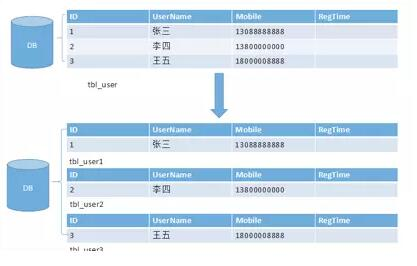 DB
ID UserName Mobile RegTime
1 张三 13088888888
2 李四 13800000000
3 王五 18000008888
tbl_user
DB
ID UserName Mobile RegTime
1 张三 13088888888
tbl_user1
ID UserName Mobile RegTime
2 李四 13800000000
tbl_user2
ID UserName Mobile RegTime
3 王五 18000008888
tbl_user3